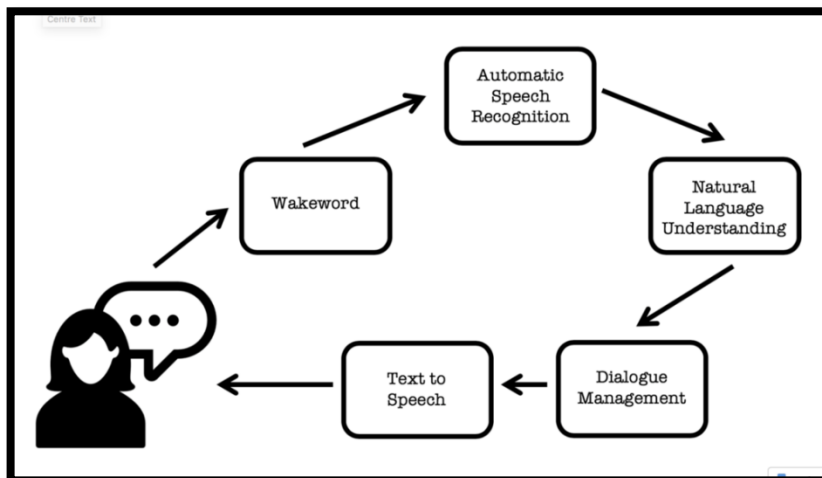 Centre Text
Automatic
Speech
Recognition
Wakeword
Natural
Language
Understanding
Dialogue
Management
Text to
Speech